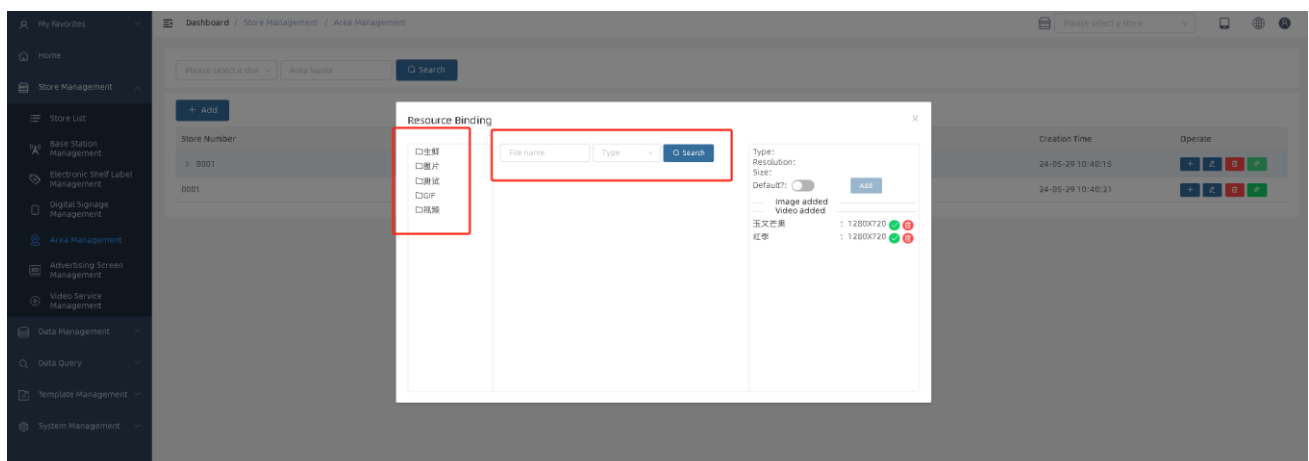 My Favorites
Dashboard / Store Management / Area Management
Please select a store
Home
Store Management
Store List
Base Station
Management
Electronic Shelf Label
Management
Digital Signage
Management
Area Management
Advertising Screen
Management
Video Service
Management
Data Management
Data Query
Template Management
System Management
Please select a stor
Area Name
Search
+ Add
Store Number
Creation Time
Operate
> 0001
24-05-29 10:40:15
0001
24-05-29 10:40:21
Resource Binding
生鲜
图片
测试
GIF
视频
File name
Type
Search
Type:
Resolution:
Size:
Default?:
Add
Image added
Video added
玉文芒果 : 1280X720
红李 : 1280X720